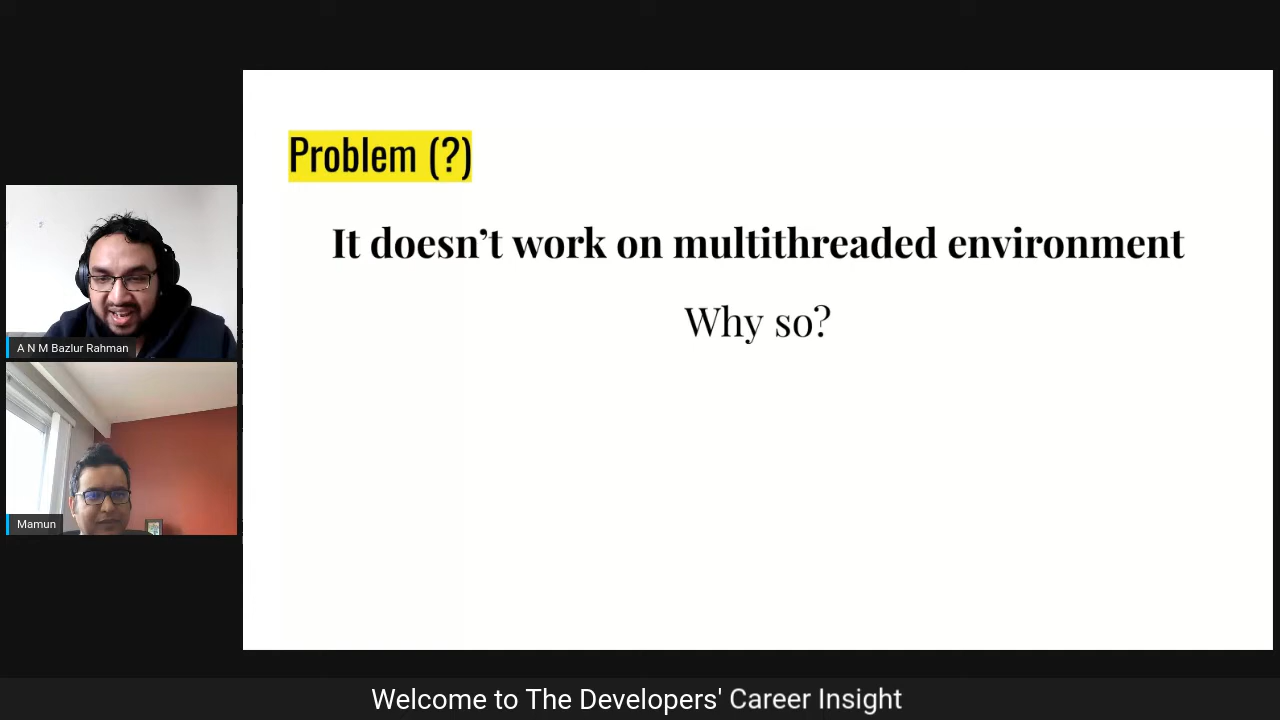 Problem (?)
It doesn’t work on multithreaded environment
Why so?
A N M Bazlur Rahman
Mamun
Welcome to The Developers' Career Insight